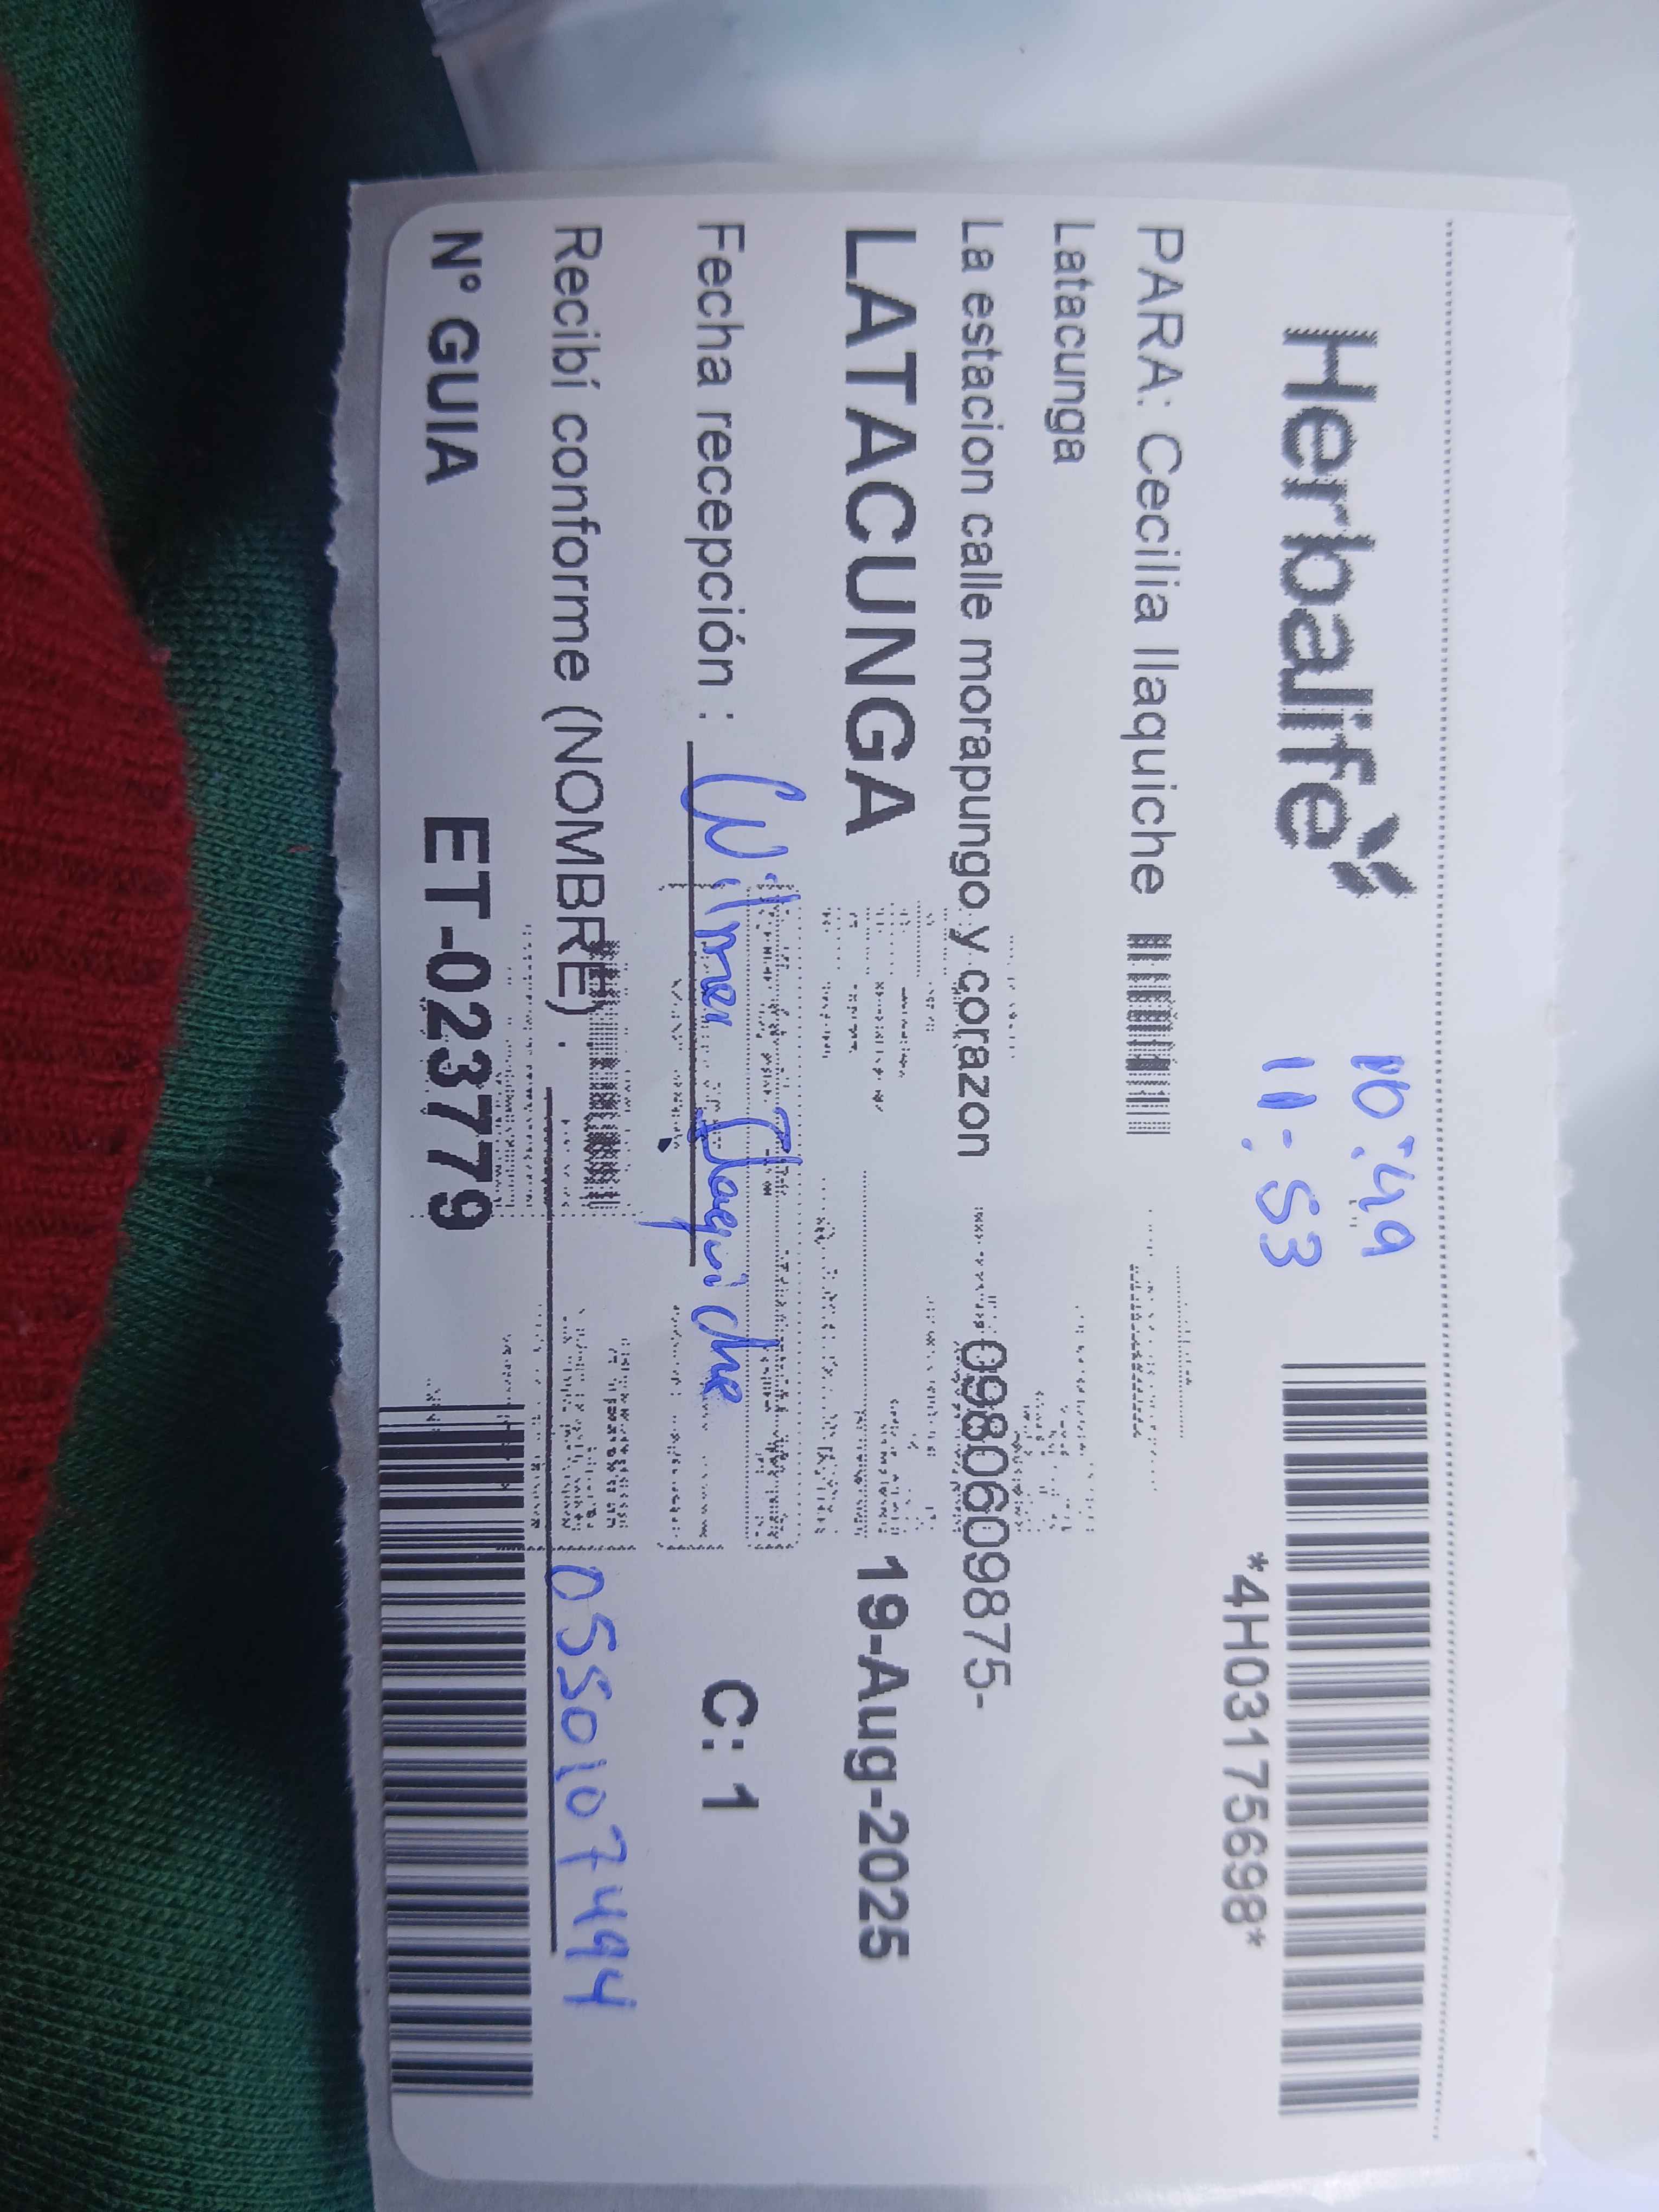 Herbalife
10:49
11:53
*4H03175698*
PARA: Cecilia llaquiche
Latacunga
La estacion calle morapungo y corazon 0980609875-
LATACUNGA 19-Aug-2025
Fecha recepción : Wilmer Llaquiche C: 1
Recibí conforme (NOMBRE) : 0550107494
N° GUIA ET-023779